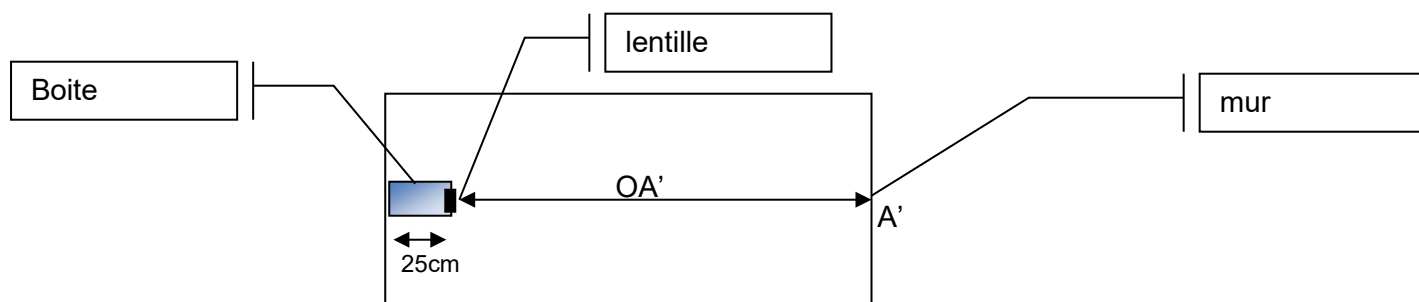 lentille
Boite
mur
OA’
A’
25cm